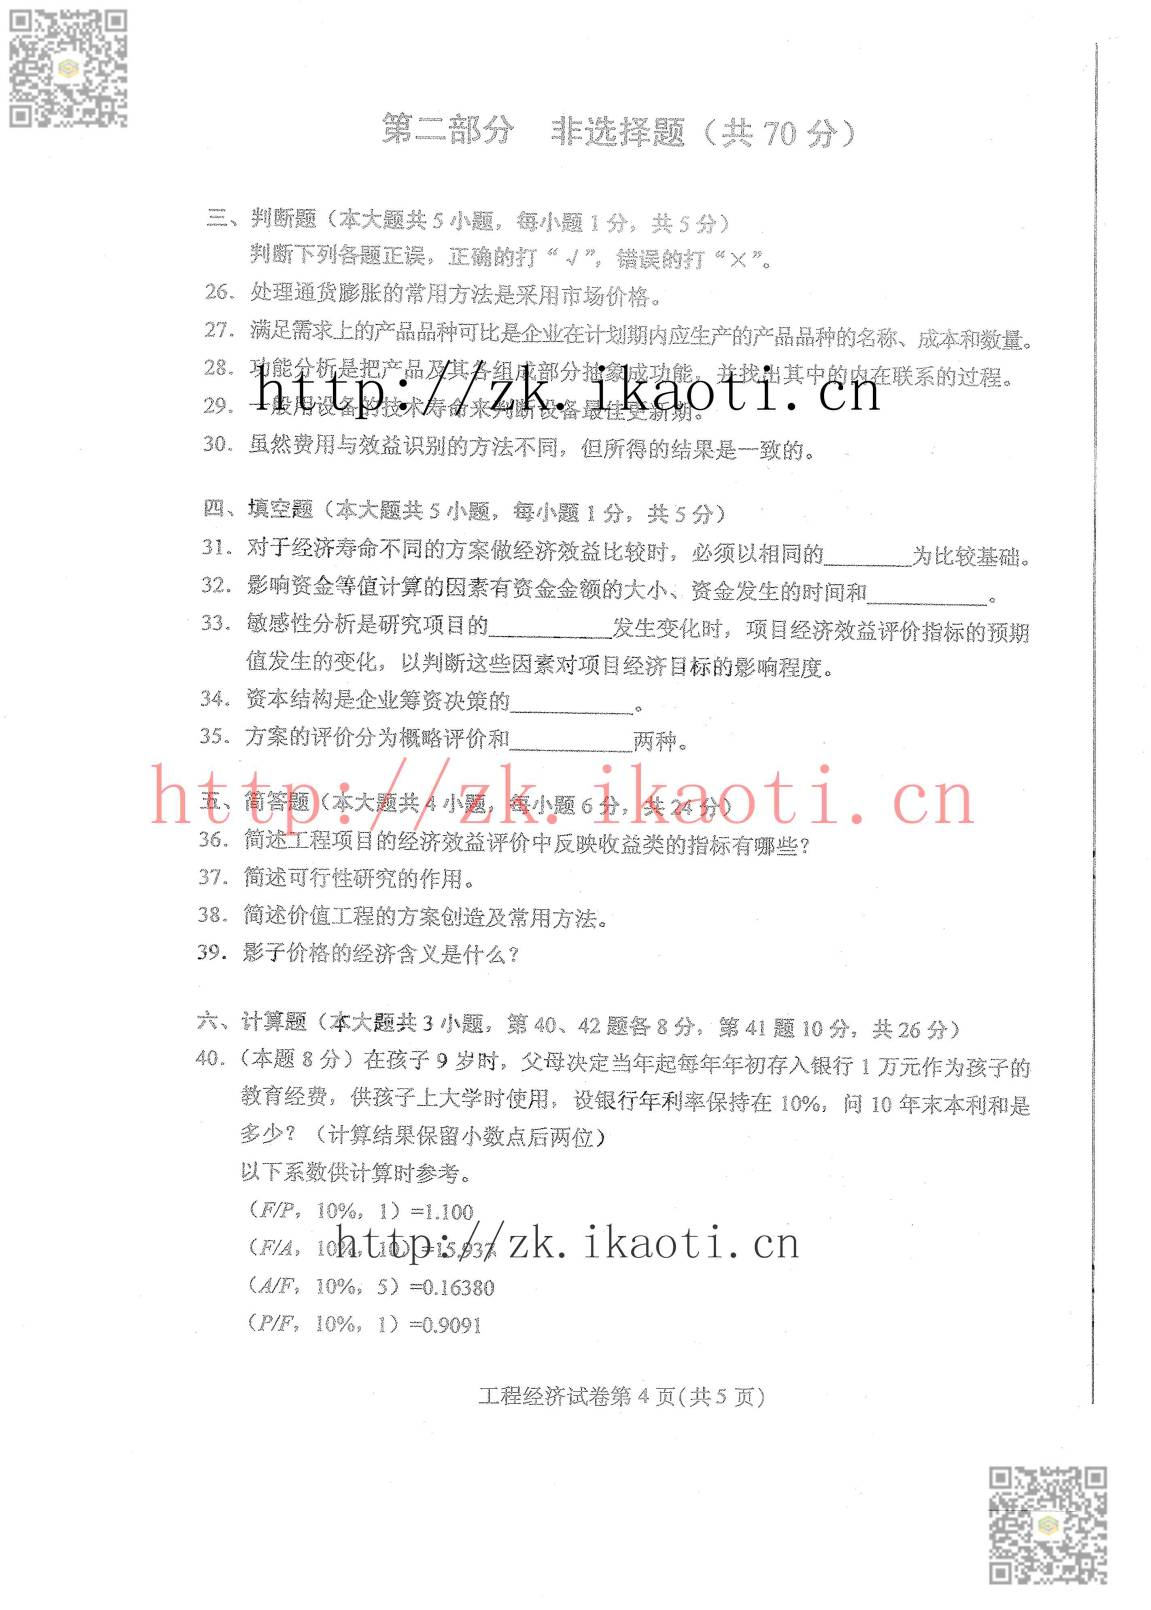 第二部分 非选择题（共 70 分）
三、判断题（本大题共 5 小题，每小题 1 分，共 5 分）
判断下列各题正误，正确的打“√”，错误的打“×”。
26．处理通货膨胀的常用方法是采用市场价格。
27．满足需求上的产品品种可比是企业在计划期内应生产的产品品种的名称、成本和数量。
28．功能分析是把产品及其各组成部分抽象成功能，并找出其中的内在联系的过程。
http://zk.ikaoti.cn
29．一般用设备的技术寿命来判断设备最佳更新期。
30．虽然费用与效益识别的方法不同，但所得的结果是一致的。
四、填空题（本大题共 5 小题，每小题 1 分，共 5 分）
31．对于经济寿命不同的方案做经济效益比较时，必须以相同的________为比较基础。
32．影响资金等值计算的因素有资金金额的大小、资金发生的时间和___________。
33．敏感性分析是研究项目的___________发生变化时，项目经济效益评价指标的预期
值发生的变化，以判断这些因素对项目经济目标的影响程度。
34．资本结构是企业筹资决策的___________。
35．方案的评价分为概略评价和___________两种。
http://zk.ikaoti.cn
五、简答题（本大题共 4 小题，每小题 6 分，共 24 分）
36．简述工程项目的经济效益评价中反映收益类的指标有哪些？
37．简述可行性研究的作用。
38．简述价值工程的方案创造及常用方法。
39．影子价格的经济含义是什么？
六、计算题（本大题共 3 小题，第 40、42 题各 8 分，第 41 题 10 分，共 26 分）
40．（本题 8 分）在孩子 9 岁时，父母决定当年起每年年初存入银行 1 万元作为孩子的
教育经费，供孩子上大学时使用，设银行年利率保持在 10%，问 10 年末本利和是
多少？（计算结果保留小数点后两位）
以下系数供计算时参考。
（F/P，10%，1）=1.100
（F/A，10%，10）=15.937
http://zk.ikaoti.cn
（A/F，10%，5）=0.16380
（P/F，10%，1）=0.9091
工程经济试卷第 4 页(共 5 页)